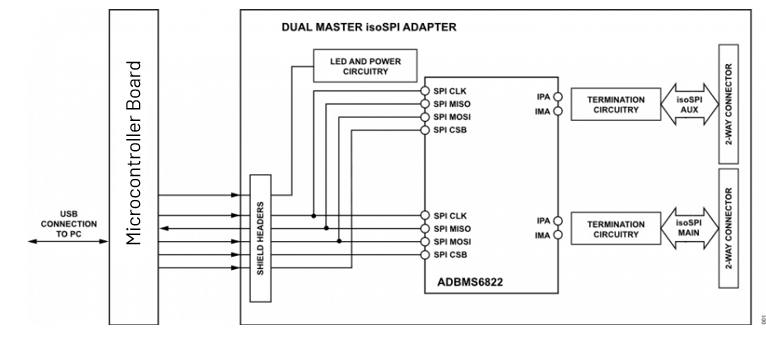 DUAL MASTER isoSPI ADAPTER
LED AND POWER
CIRCUITRY
SPI CLK
SPI MISO
SPI MOSI
SPI CSB
IPA
IMA
TERMINATION
CIRCUITRY
isoSPI
AUX
2-WAY CONNECTOR
Microcontroller Board
USB
CONNECTION
TO PC
SHIELD HEADERS
SPI CLK
SPI MISO
SPI MOSI
SPI CSB
IPA
IMA
TERMINATION
CIRCUITRY
isoSPI
MAIN
2-WAY CONNECTOR
ADBMS6822
001